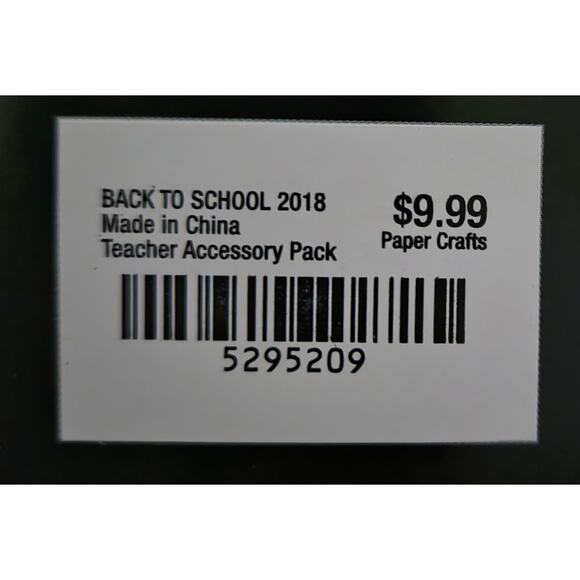 BACK TO SCHOOL 2018
Made in China
Teacher Accessory Pack
$9.99
Paper Crafts
5295209